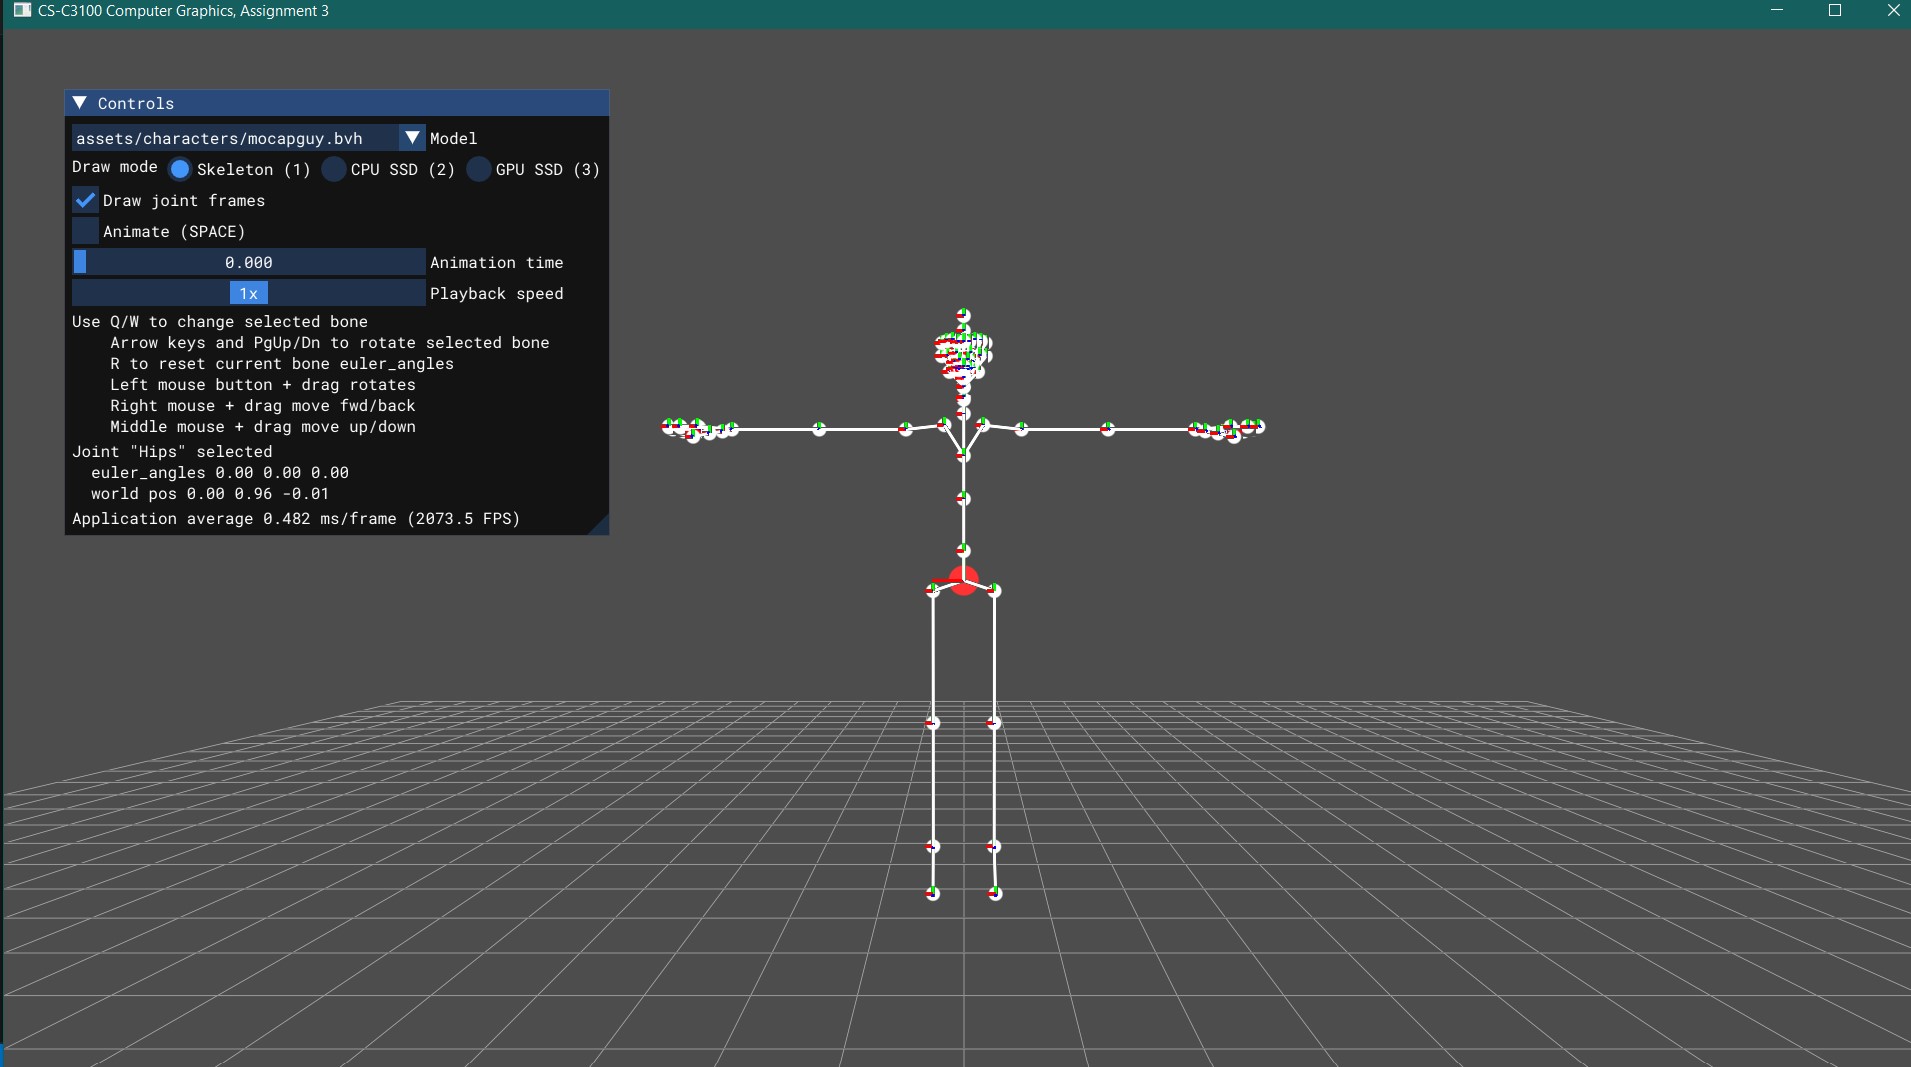 CS-C3100 Computer Graphics, Assignment 3
Controls
assets/characters/mocapguy.bvh Model
Draw mode Skeleton (1) CPU SSD (2) GPU SSD (3)
Draw joint frames
Animate (SPACE)
0.000 Animation time
1x Playback speed
Use Q/W to change selected bone
Arrow keys and PgUp/Dn to rotate selected bone
R to reset current bone euler_angles
Left mouse button + drag rotates
Right mouse + drag move fwd/back
Middle mouse + drag move up/down
Joint "Hips" selected
euler_angles 0.00 0.00 0.00
world pos 0.00 0.96 -0.01
Application average 0.482 ms/frame (2073.5 FPS)